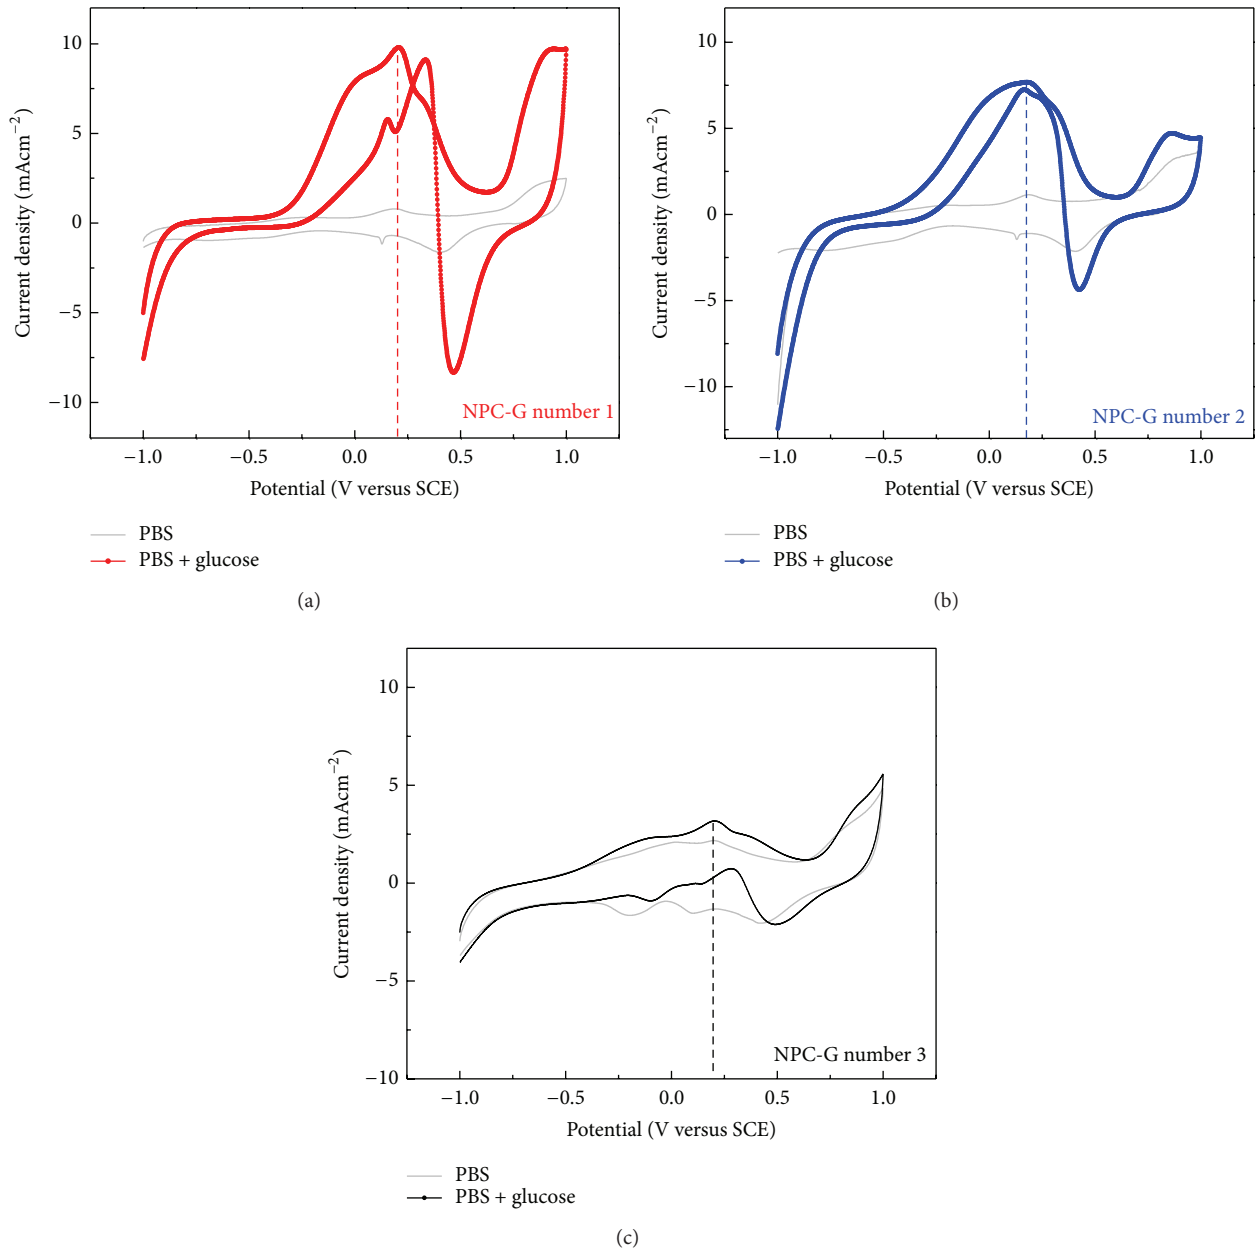 10
5
0
−5
−10
Current density (mAcm−2)
NPC-G number 1
−1.0 −0.5 0.0 0.5 1.0
Potential (V versus SCE)
PBS
PBS + glucose
(a)
10
5
0
−5
−10
Current density (mAcm−2)
NPC-G number 2
−1.0 −0.5 0.0 0.5 1.0
Potential (V versus SCE)
PBS
PBS + glucose
(b)
10
5
0
−5
−10
Current density (mAcm−2)
NPC-G number 3
−1.0 −0.5 0.0 0.5 1.0
Potential (V versus SCE)
PBS
PBS + glucose
(c)